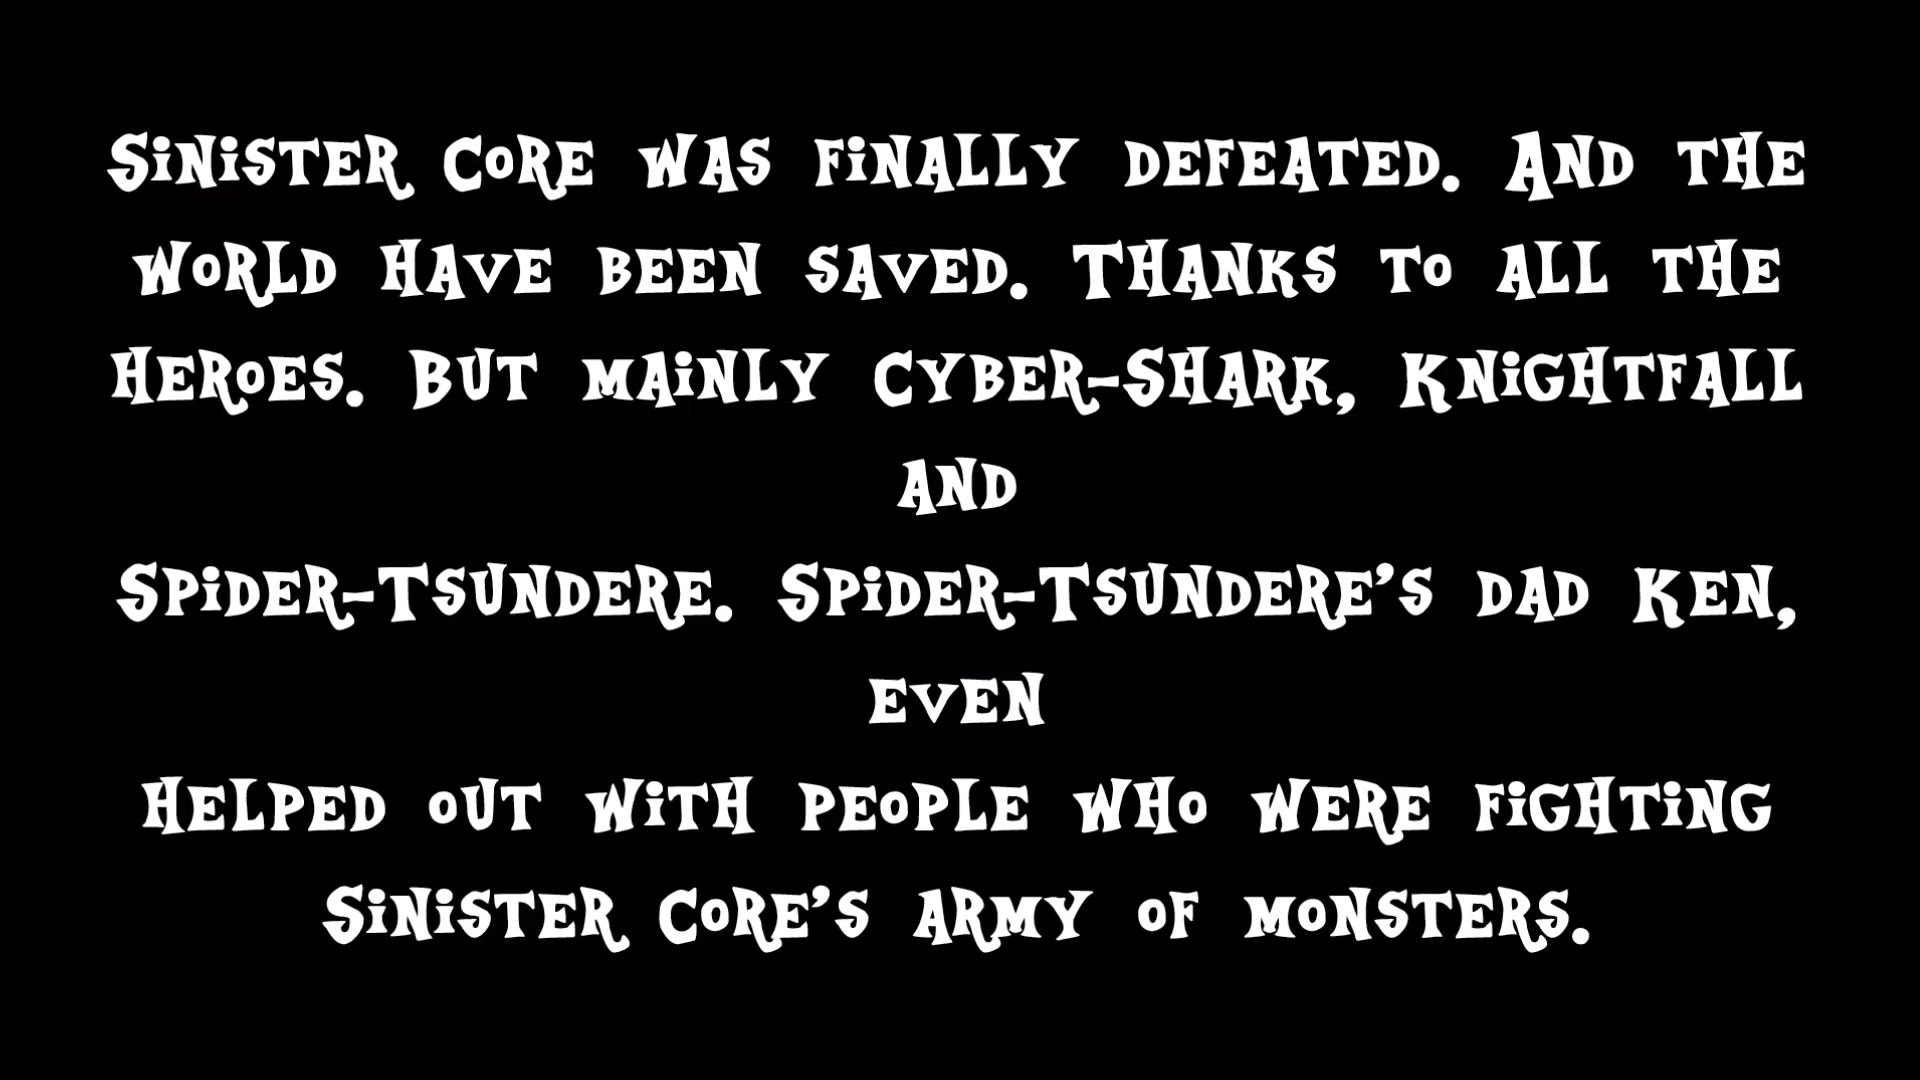 Sinister Core was finally defeated. And the
world have been saved. Thanks to all the
heroes. But mainly Cyber-Shark, Knightfall
and
Spider-Tsundere. Spider-Tsundere's dad Ken,
even
helped out with people who were fighting
Sinister Core's army of monsters.